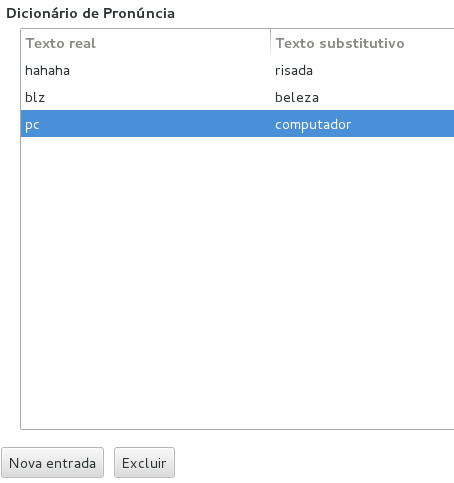 Dicionário de Pronúncia
Texto real Texto substitutivo
hahaha risada
blz beleza
pc computador
Nova entrada Excluir